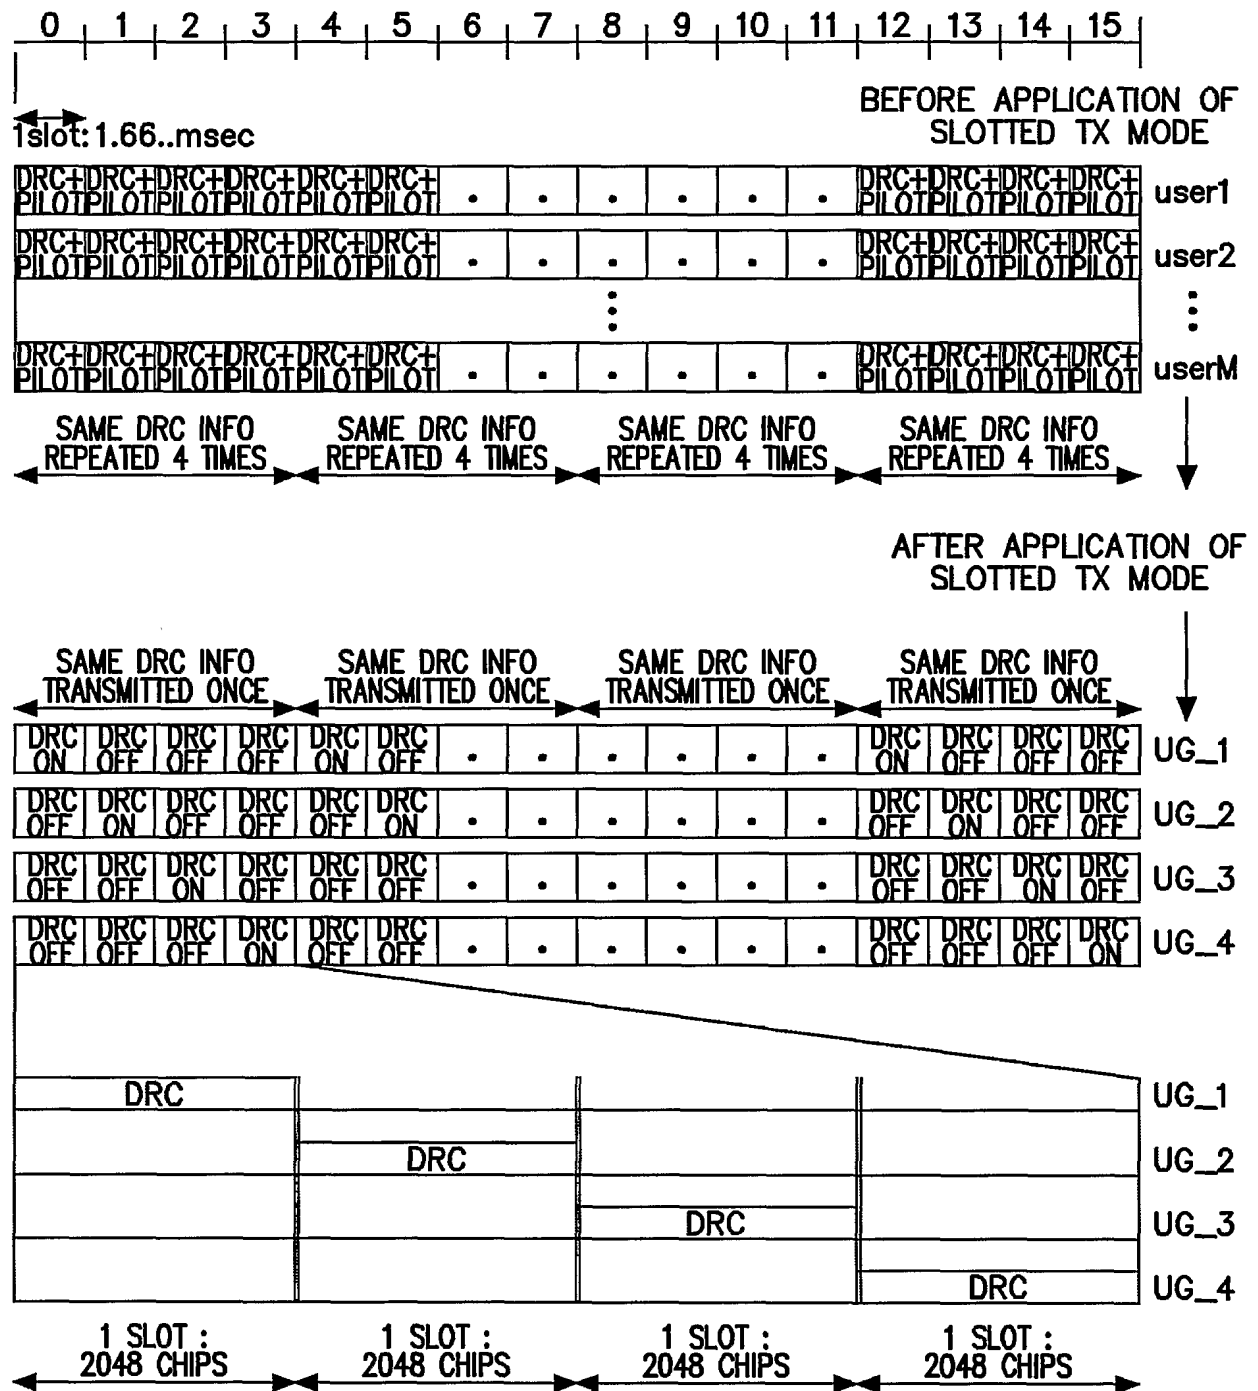 0 1 2 3 4 5 6 7 8 9 10 11 12 13 14 15
1slot: 1.66..msec
BEFORE APPLICATION OF
SLOTTED TX MODE
DRC+ DRC+ DRC+ DRC+ DRC+ DRC+ DRC+ DRC+ DRC+ DRC+
PILOT PILOT PILOT PILOT PILOT PILOT . . . . . . PILOT PILOT PILOT PILOT user1
DRC+ DRC+ DRC+ DRC+ DRC+ DRC+ DRC+ DRC+ DRC+ DRC+
PILOT PILOT PILOT PILOT PILOT PILOT . . . . . . PILOT PILOT PILOT PILOT user2
DRC+ DRC+ DRC+ DRC+ DRC+ DRC+ DRC+ DRC+ DRC+ DRC+
PILOT PILOT PILOT PILOT PILOT PILOT . . . . . . PILOT PILOT PILOT PILOT userM
SAME DRC INFO SAME DRC INFO SAME DRC INFO SAME DRC INFO
REPEATED 4 TIMES REPEATED 4 TIMES REPEATED 4 TIMES REPEATED 4 TIMES
AFTER APPLICATION OF
SLOTTED TX MODE
SAME DRC INFO SAME DRC INFO SAME DRC INFO SAME DRC INFO
TRANSMITTED ONCE TRANSMITTED ONCE TRANSMITTED ONCE TRANSMITTED ONCE
DRC DRC DRC DRC DRC DRC DRC DRC DRC DRC
ON OFF OFF OFF ON OFF . . . . . . ON OFF OFF OFF UG_1
DRC DRC DRC DRC DRC DRC DRC DRC DRC DRC
OFF ON OFF OFF OFF ON . . . . . . OFF ON OFF OFF UG_2
DRC DRC DRC DRC DRC DRC DRC DRC DRC DRC
OFF OFF ON OFF OFF OFF . . . . . . OFF OFF ON OFF UG_3
DRC DRC DRC DRC DRC DRC DRC DRC DRC DRC
OFF OFF OFF ON OFF OFF . . . . . . OFF OFF OFF ON UG_4
DRC UG_1
DRC UG_2
DRC UG_3
DRC UG_4
1 SLOT : 1 SLOT : 1 SLOT : 1 SLOT :
2048 CHIPS 2048 CHIPS 2048 CHIPS 2048 CHIPS